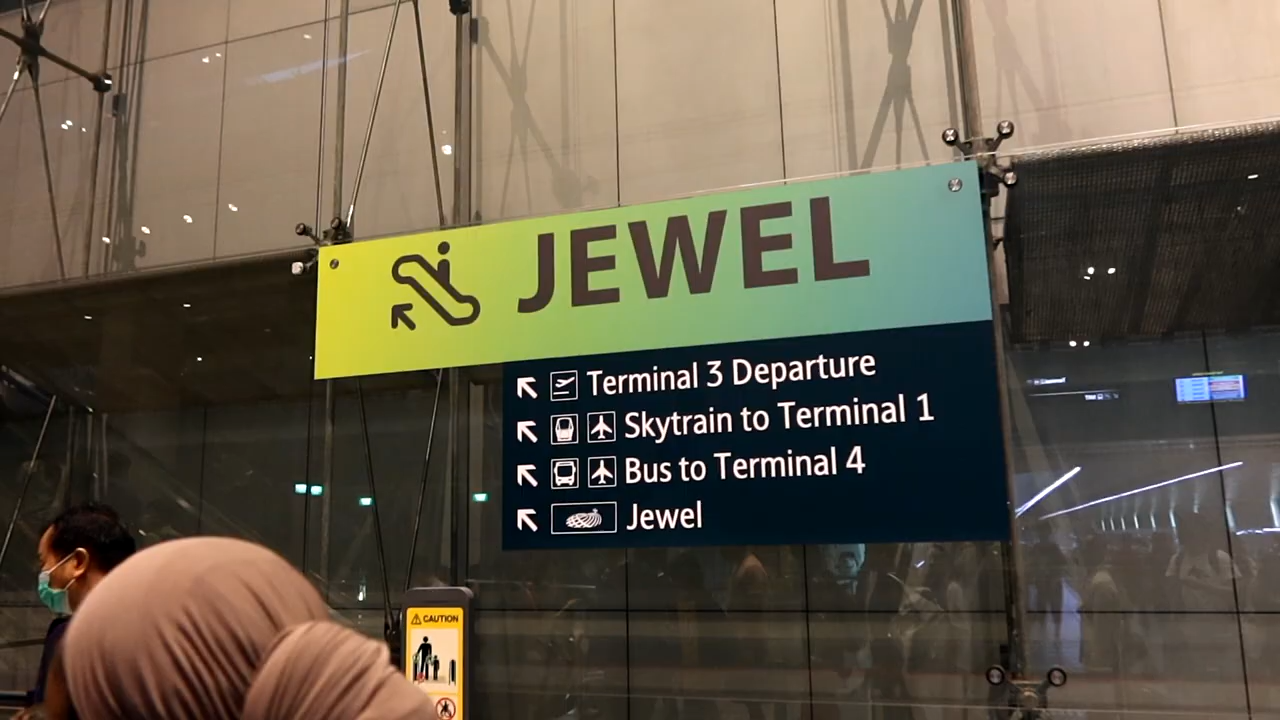 JEWEL
Terminal 3 Departure
Skytrain to Terminal 1
Bus to Terminal 4
Jewel
CAUTION